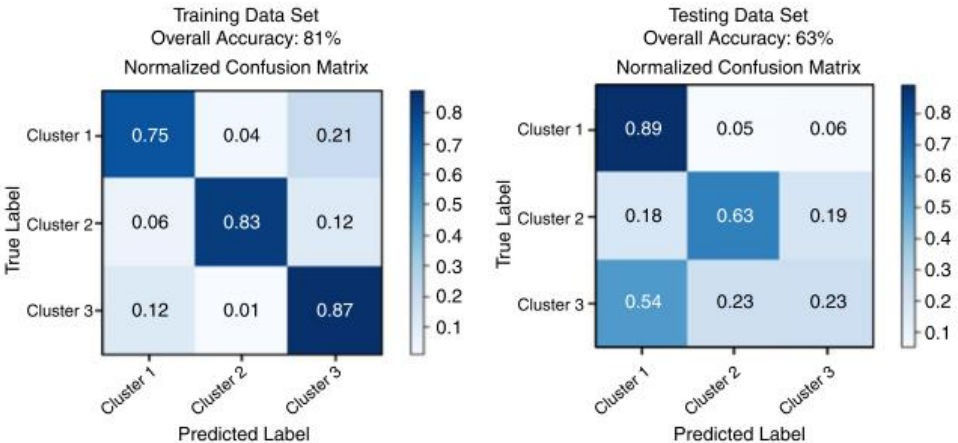 Training Data Set
Overall Accuracy: 81%
Normalized Confusion Matrix
True Label
Cluster 1
0.75 0.04 0.21
Cluster 2
0.06 0.83 0.12
Cluster 3
0.12 0.01 0.87
0.8
0.7
0.6
0.5
0.4
0.3
0.2
0.1
Cluster 1
Cluster 2
Cluster 3
Predicted Label
Testing Data Set
Overall Accuracy: 63%
Normalized Confusion Matrix
True Label
Cluster 1
0.89 0.05 0.06
Cluster 2
0.18 0.63 0.19
Cluster 3
0.54 0.23 0.23
0.8
0.7
0.6
0.5
0.4
0.3
0.2
0.1
Cluster 1
Cluster 2
Cluster 3
Predicted Label